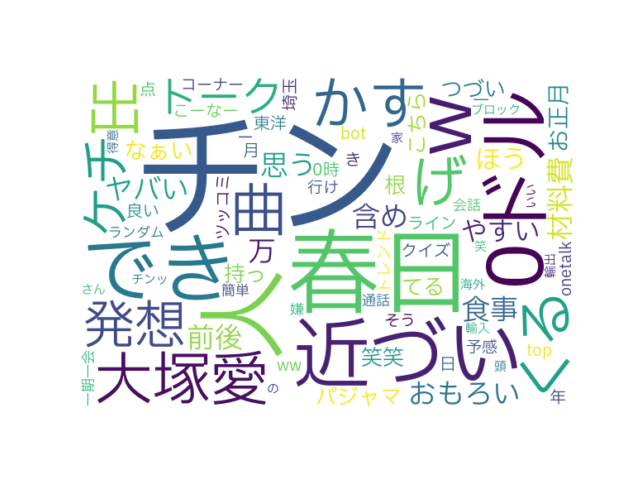 点
コーナー
こーなー
埼玉
出
トーク
かす
こちら
w
つづい
一
ブロック
お正月
得意
なぁい
東洋
一
月
bot
家
ドル
0
ケチ
ヤバい
良い
ランダム
チン
ツッコミ
思う
0時
行け
き
根
げ
ほう
会話
材料費
いい
曲
万
含め
ライン
やすい
onetalk
でき
チンッ
持っ
簡単
人
春
日
トレンド
クイズ
てる
笑
海外
輸出
くる
発想
前後
嫌
通話
そう
食事
輸入
さん
一期一会
大塚愛
の
ww
近づい
笑笑
日
予感
頭
top
パジャマ
おもろい
年